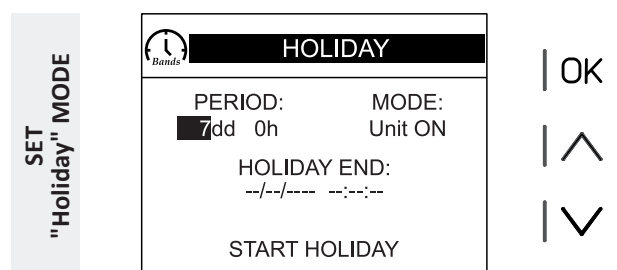 SET
"Holiday" MODE
Bands
HOLIDAY
PERIOD: MODE:
7dd 0h Unit ON
HOLIDAY END:
--/--/---- --:--:--
START HOLIDAY
OK